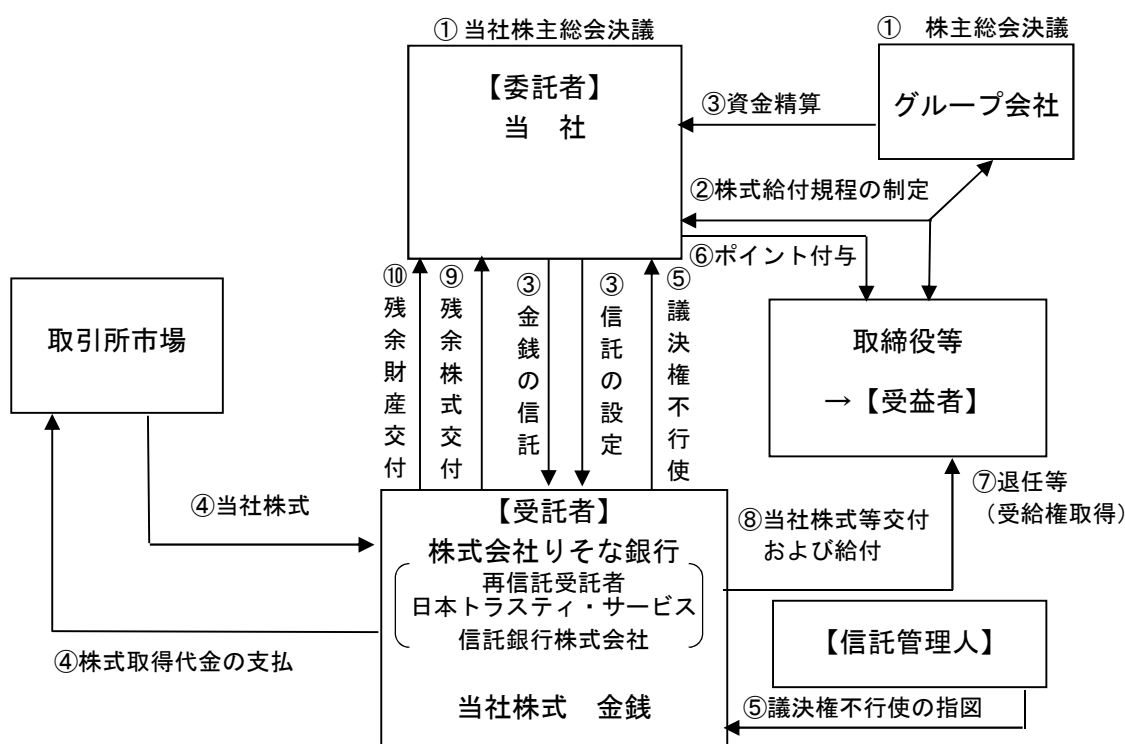 ① 当社株主総会決議
① 株主総会決議
【委託者】
当 社
グループ会社
③資金精算
②株式給付規程の制定
⑥ポイント付与
取引所市場
取締役等
→【受益者】
⑩残余財産交付
⑨残余株式交付
③金銭の信託
③信託の設定
⑤議決権不行使
④当社株式
④株式取得代金の支払
【受託者】
株式会社りそな銀行
再信託受託者
日本トラスティ・サービス
信託銀行株式会社
当社株式 金銭
⑦退任等
(受給権取得)
⑧当社株式等交付
および給付
【信託管理人】
⑤議決権不行使の指図